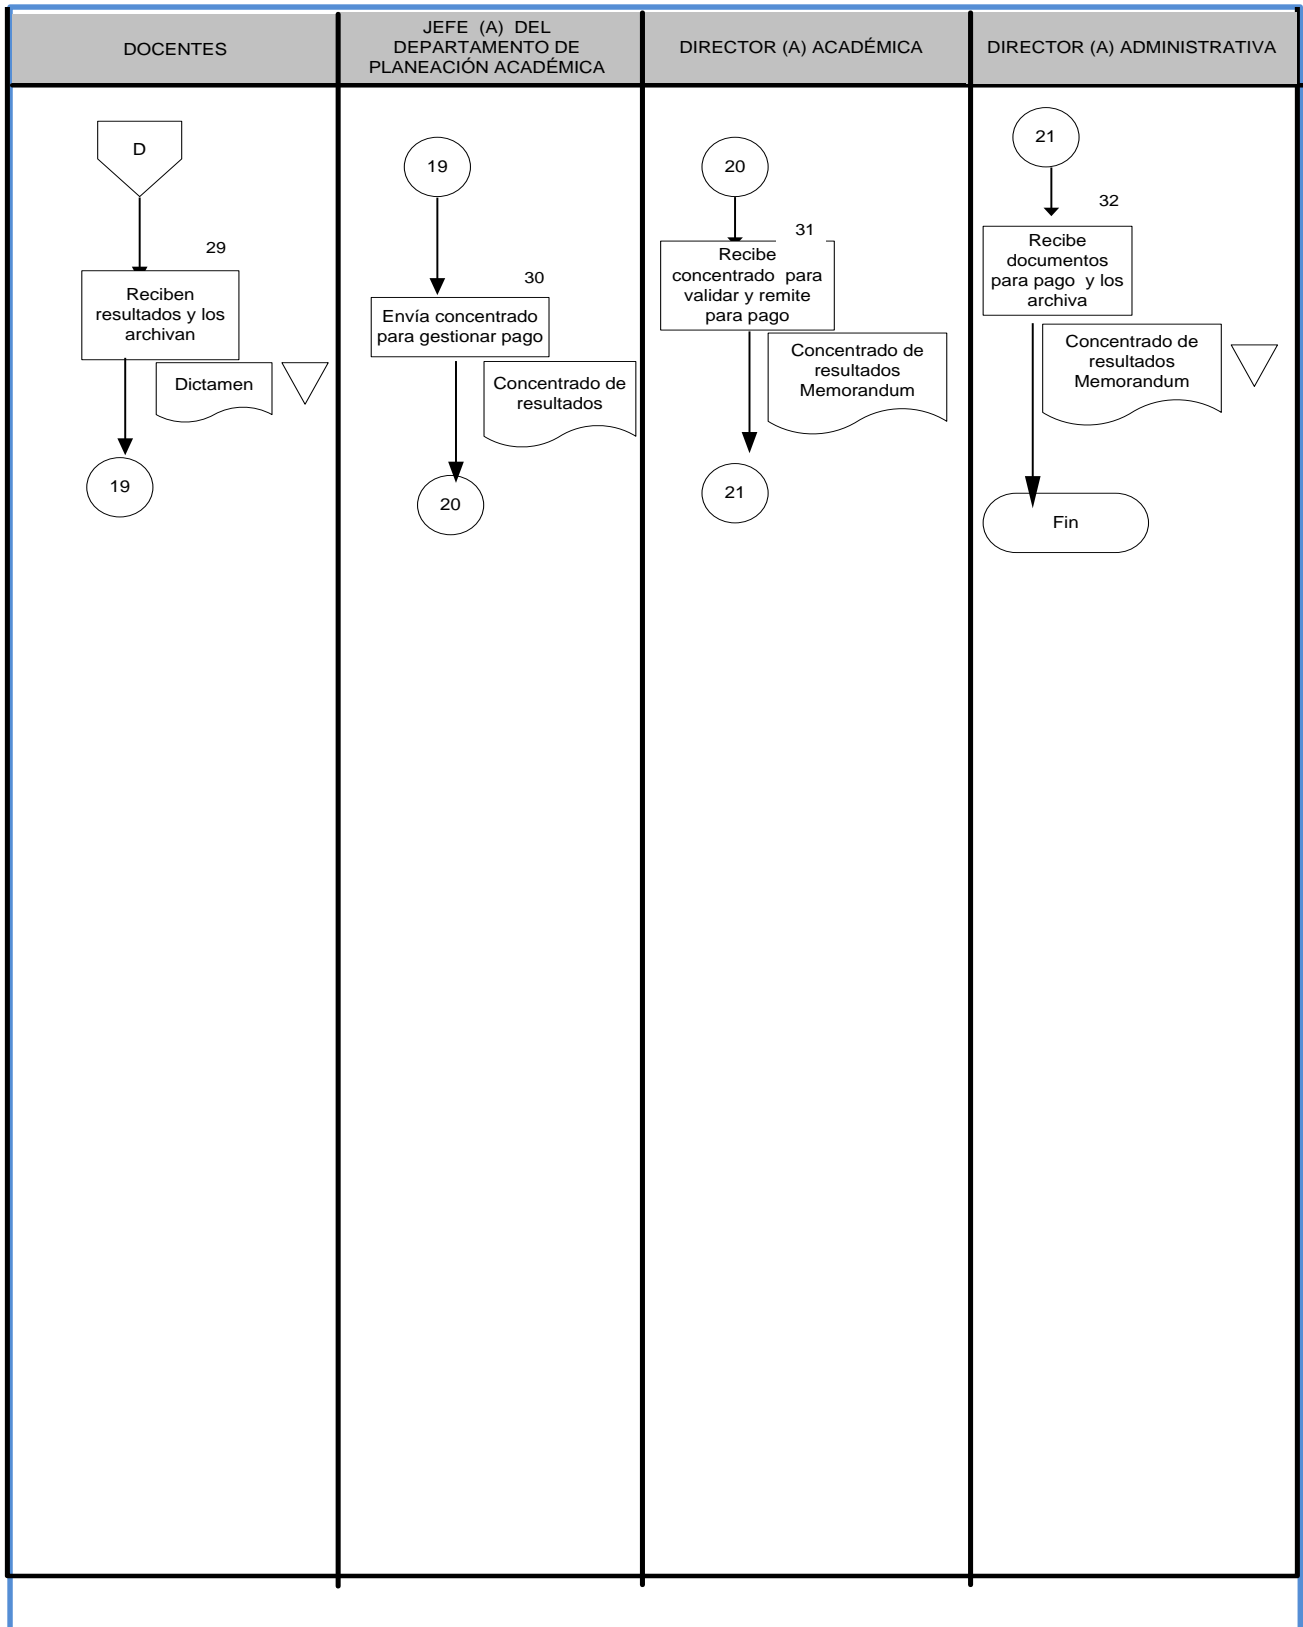 DOCENTES
JEFE (A) DEL
DEPARTAMENTO DE
PLANEACIÓN ACADÉMICA
DIRECTOR (A) ACADÉMICA
DIRECTOR (A) ADMINISTRATIVA
D
29
Reciben
resultados y los
archivan
Dictamen
19
19
30
Envía concentrado
para gestionar pago
Concentrado de
resultados
20
20
31
Recibe
concentrado para
validar y remite
para pago
Concentrado de
resultados
Memorandum
21
21
32
Recibe
documentos
para pago y los
archiva
Concentrado de
resultados
Memorandum
Fin